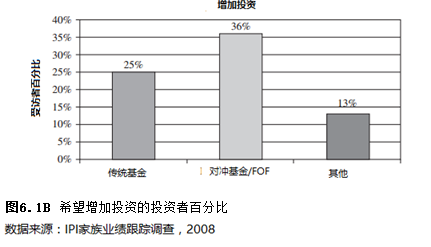 增加投资
40%
35%
30%
25%
20%
15%
10%
5%
0%
受访者百分比
25%
36%
13%
传统基金
对冲基金/FOF
其他
图6.1B 希望增加投资的投资者百分比
数据来源：IPI家族业绩跟踪调查，2008